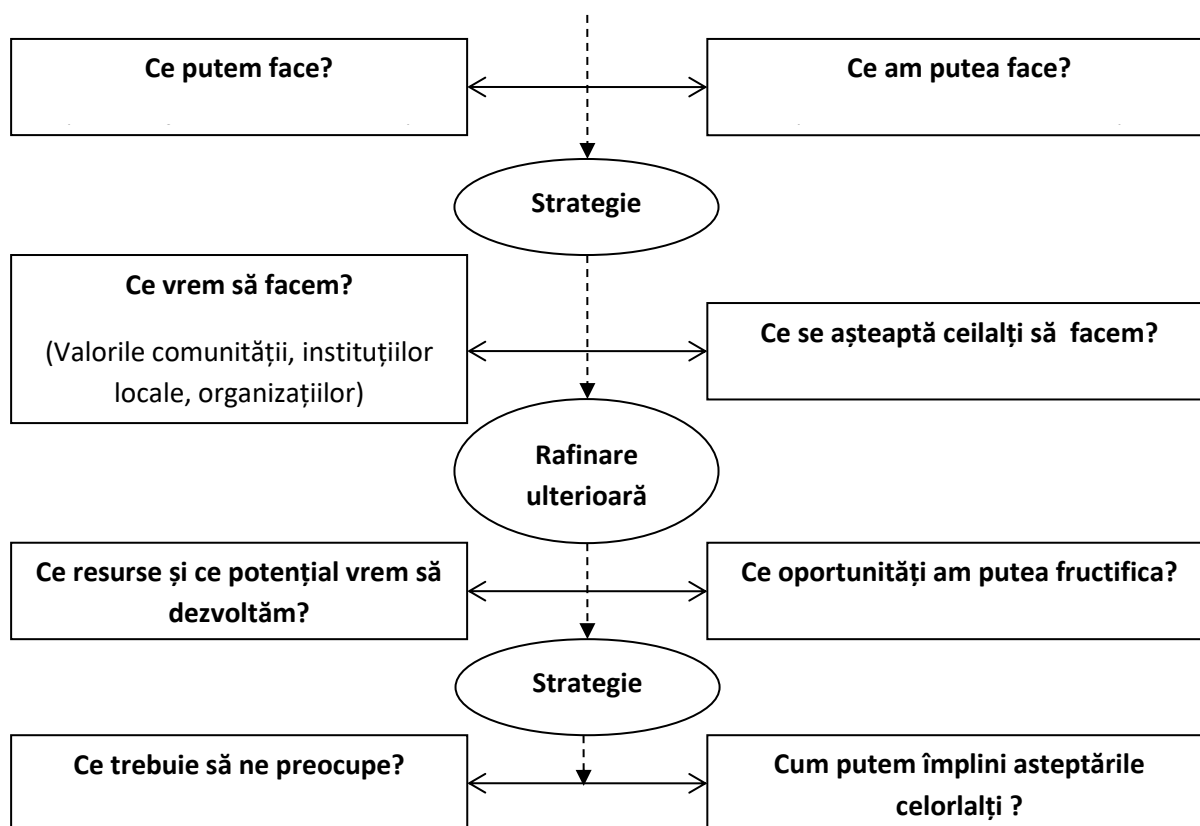 Ce putem face?
Ce am putea face?
Strategie
Ce vrem să facem?
(Valorile comunității, instituțiilor
locale, organizațiilor)
Ce se așteaptă ceilalți să facem?
Rafinare
ulterioară
Ce resurse și ce potențial vrem să
dezvoltăm?
Ce oportunități am putea fructifica?
Strategie
Ce trebuie să ne preocupe?
Cum putem împlini asteptările
celorlalți ?